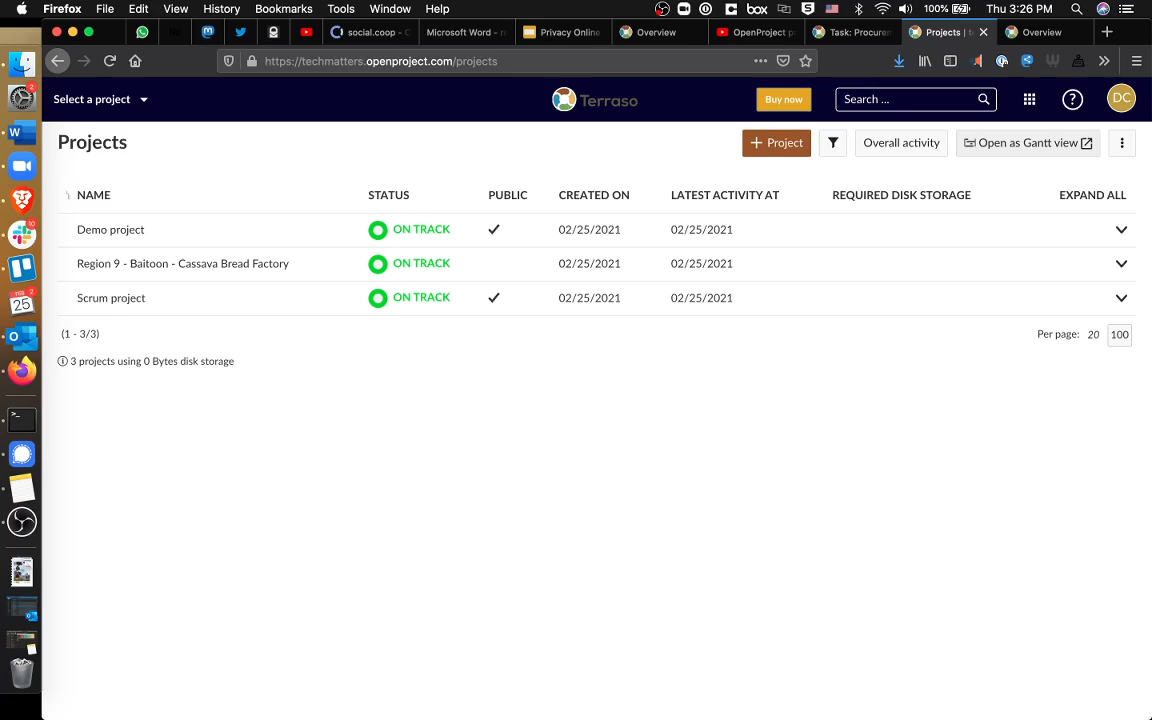 Firefox File Edit View History Bookmarks Tools Window Help box 100% Thu 3:26 PM
social.coop - Microsoft Word - Privacy Online Overview OpenProject Task: Procurem Projects | Overview
https://techmatters.openproject.com/projects
Select a project Terraso Buy now Search ... DC
Projects + Project Overall activity Open as Gantt view
NAME STATUS PUBLIC CREATED ON LATEST ACTIVITY AT REQUIRED DISK STORAGE EXPAND ALL
Demo project ON TRACK 02/25/2021 02/25/2021
Region 9 - Baitoon - Cassava Bread Factory ON TRACK 02/25/2021 02/25/2021
Scrum project ON TRACK 02/25/2021 02/25/2021
(1 - 3/3) Per page: 20 100
3 projects using 0 Bytes disk storage
25